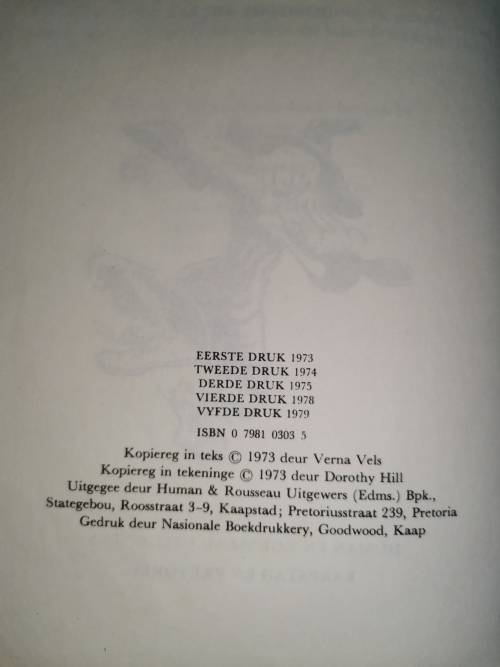 EERSTE DRUK 1973
TWEEDE DRUK 1974
DERDE DRUK 1975
VIERDE DRUK 1978
VYFDE DRUK 1979
ISBN 0 7981 0303 5
Kopiereg in teks © 1973 deur Verna Vels
Kopiereg in tekeninge © 1973 deur Dorothy Hill
Uitgegee deur Human & Rousseau Uitgewers (Edms.) Bpk.,
Stategebou, Roosstraat 3–9, Kaapstad; Pretoriusstraat 239, Pretoria
Gedruk deur Nasionale Boekdrukkery, Goodwood, Kaap